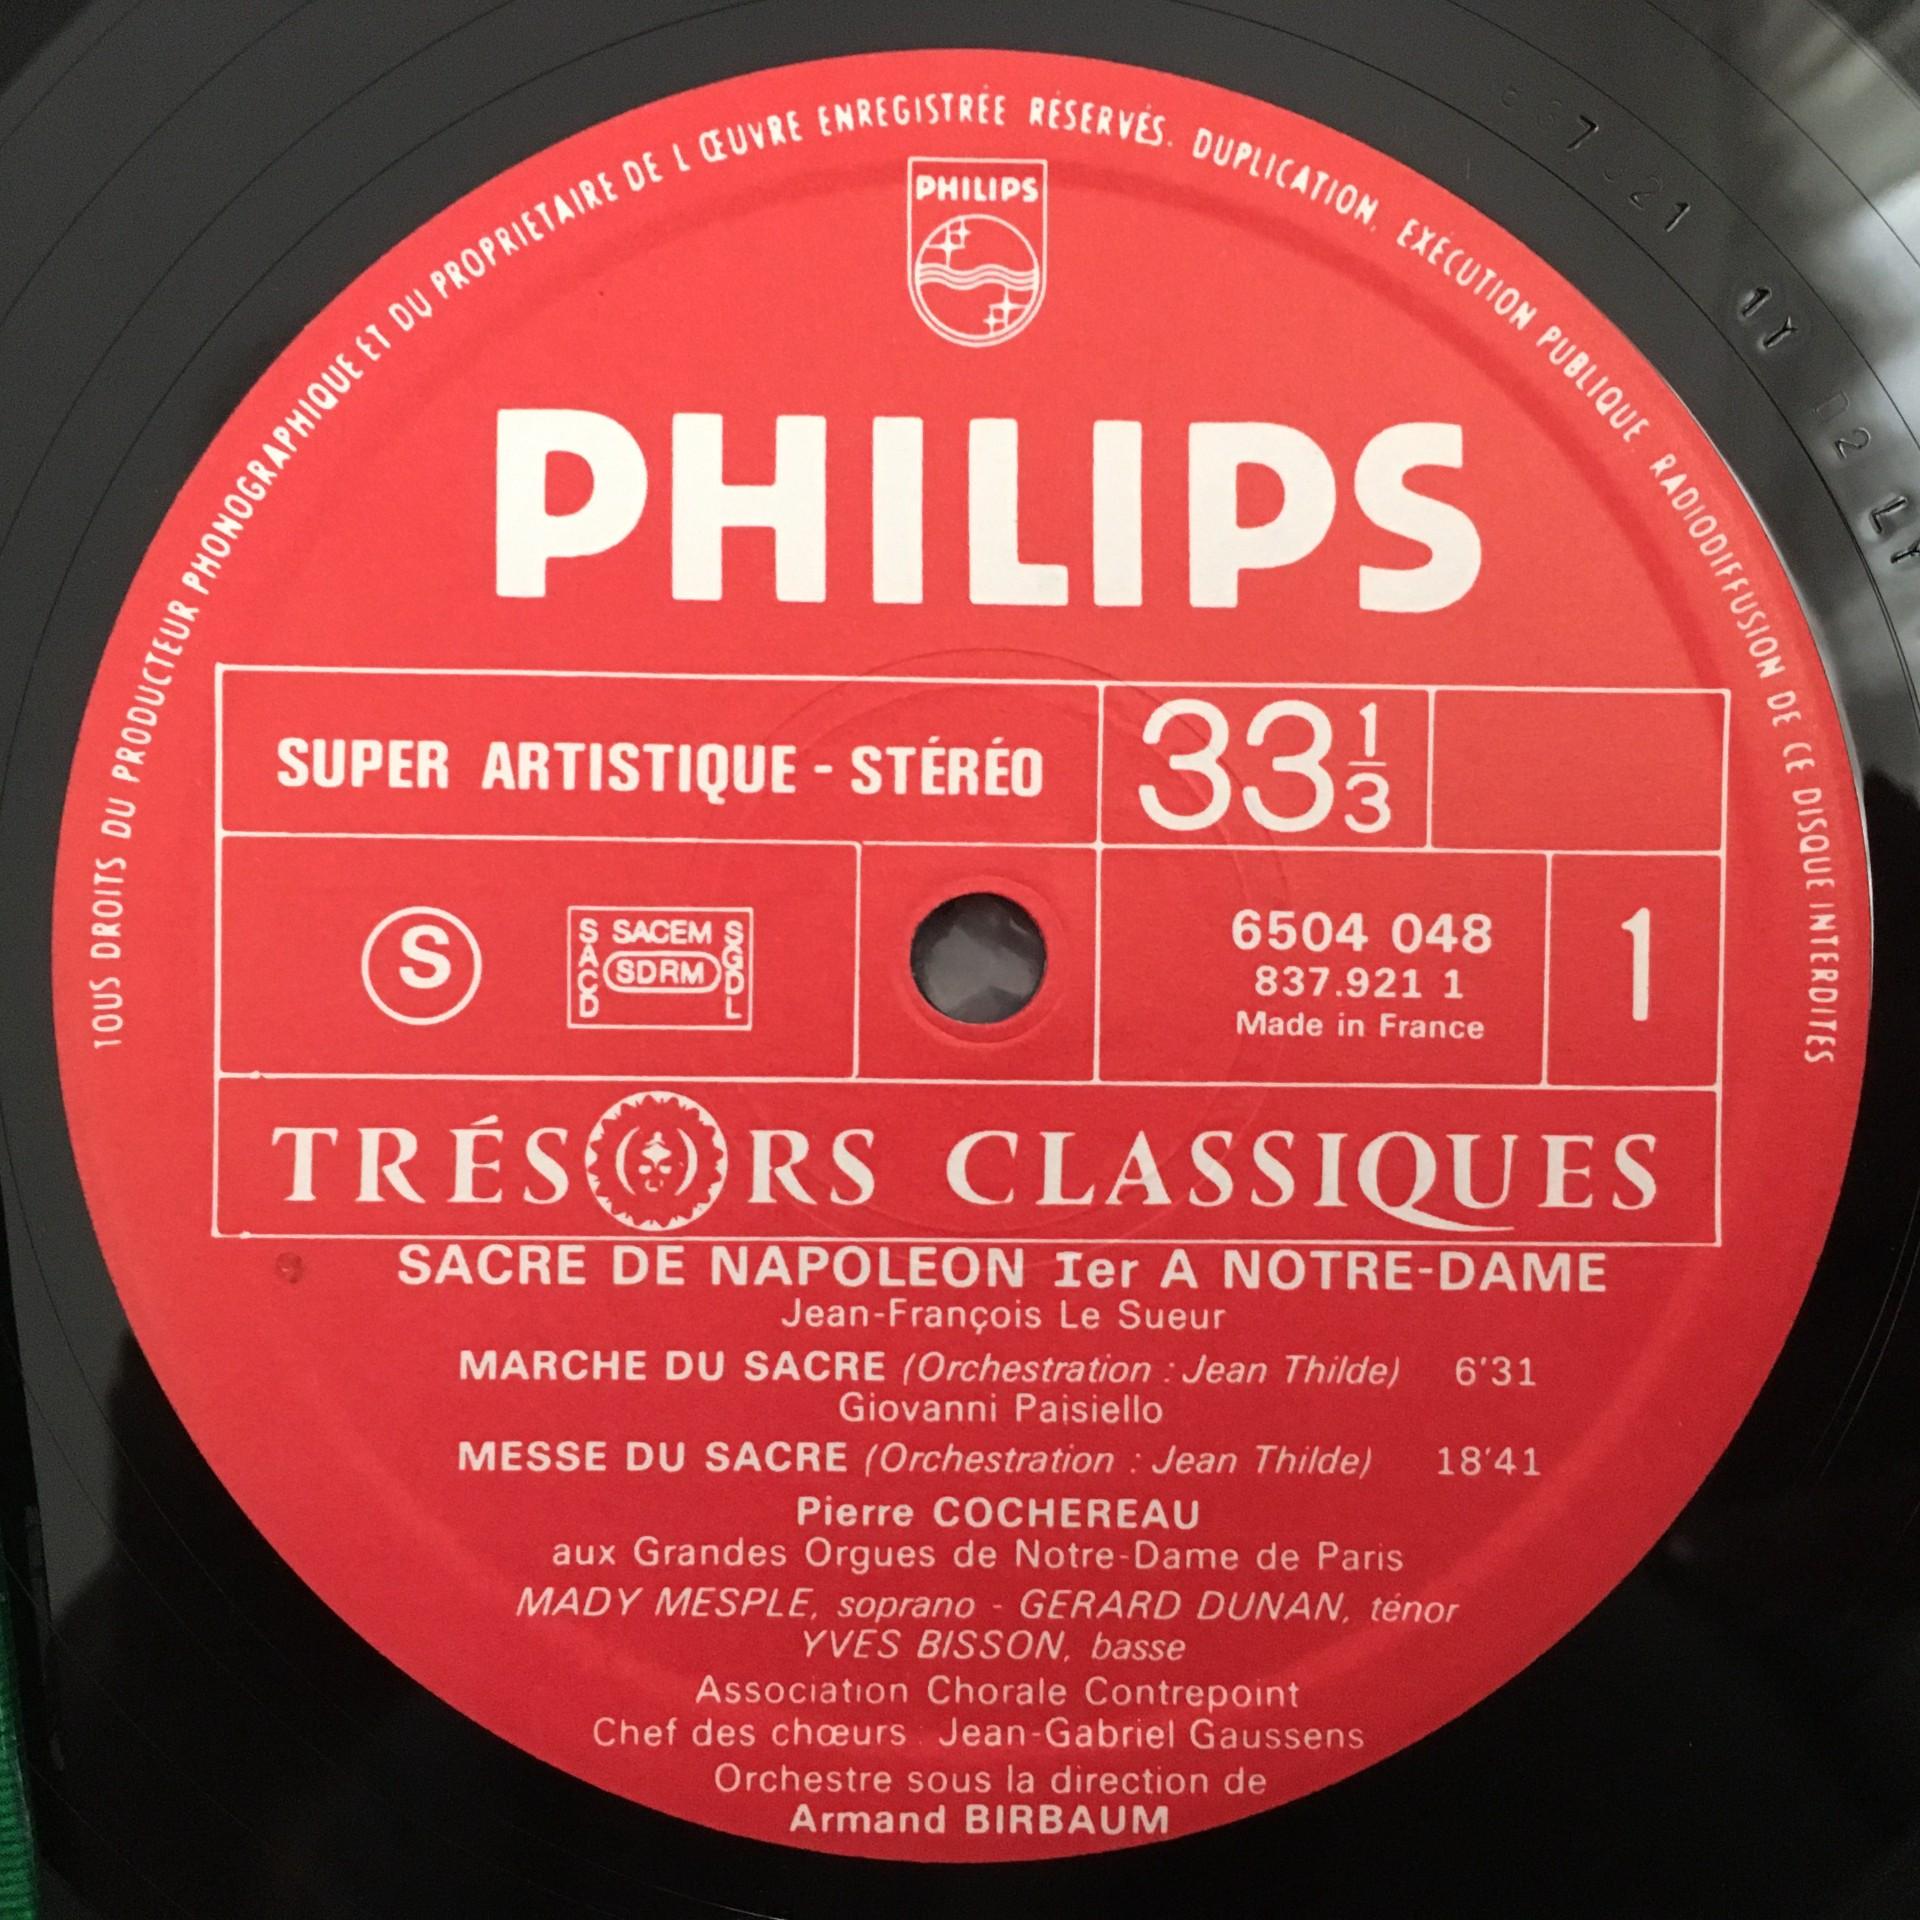 TOUS DROITS DU PRODUCTEUR PHONOGRAPHIQUE ET DU PROPRIETAIRE DE L ŒUVRE ENREGISTRÉE RÉSERVÉS. DUPLICATION, EXÉCUTION PUBLIQUE, RADIODIFFUSION DE CE DISQUE INTERDITES
PHILIPS
PHILIPS
SUPER ARTISTIQUE - STÉRÉO
33 1/3
S
SACD SACEM SGDL
SDRM
6504 048
837.921 1
Made in France
1
TRÉSORS CLASSIQUES
SACRE DE NAPOLEON Ier A NOTRE-DAME
Jean-François Le Sueur
MARCHE DU SACRE (Orchestration : Jean Thilde) 6'31
Giovanni Paisiello
MESSE DU SACRE (Orchestration : Jean Thilde) 18'41
Pierre COCHEREAU
aux Grandes Orgues de Notre-Dame de Paris
MADY MESPLE, soprano - GERARD DUNAN, ténor
YVES BISSON, basse
Association Chorale Contrepoint
Chef des chœurs : Jean-Gabriel Gaussens
Orchestre sous la direction de
Armand BIRBAUM